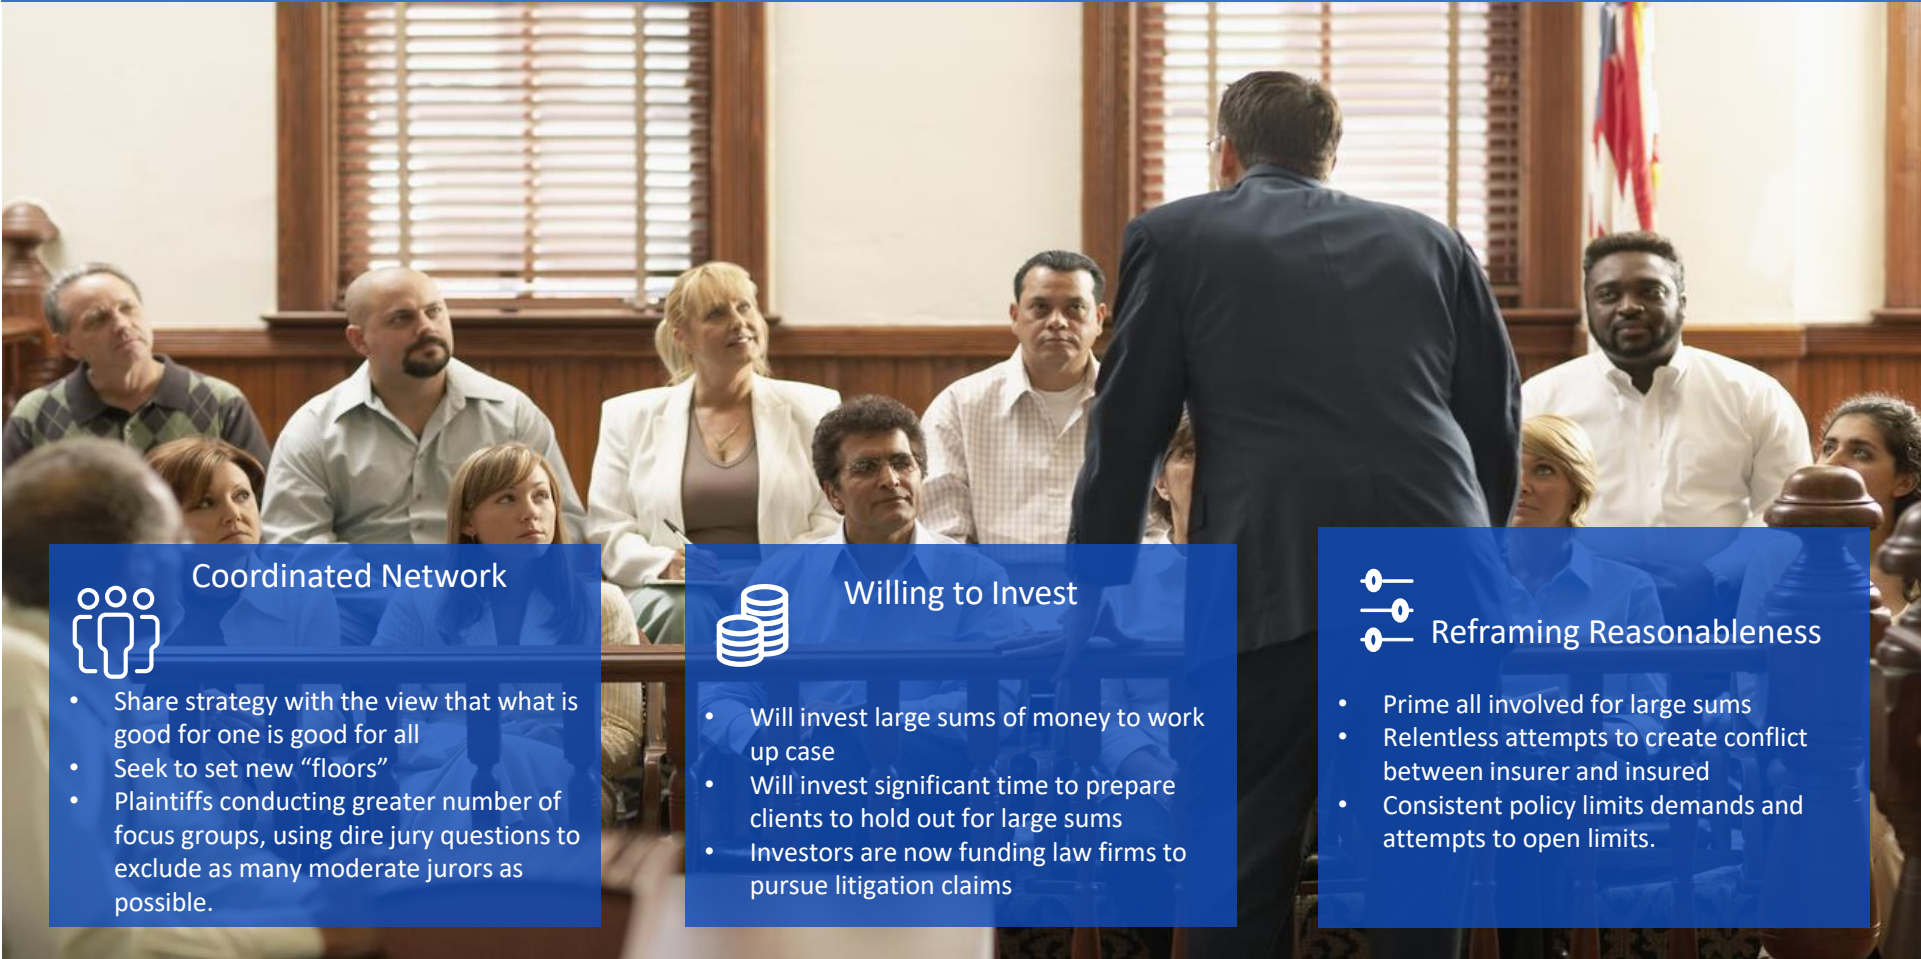 Coordinated Network
• Share strategy with the view that what is
good for one is good for all
• Seek to set new “floors”
• Plaintiffs conducting greater number of
focus groups, using dire jury questions to
exclude as many moderate jurors as
possible.
Willing to Invest
• Will invest large sums of money to work
up case
• Will invest significant time to prepare
clients to hold out for large sums
• Investors are now funding law firms to
pursue litigation claims
Reframing Reasonableness
• Prime all involved for large sums
• Relentless attempts to create conflict
between insurer and insured
• Consistent policy limits demands and
attempts to open limits.